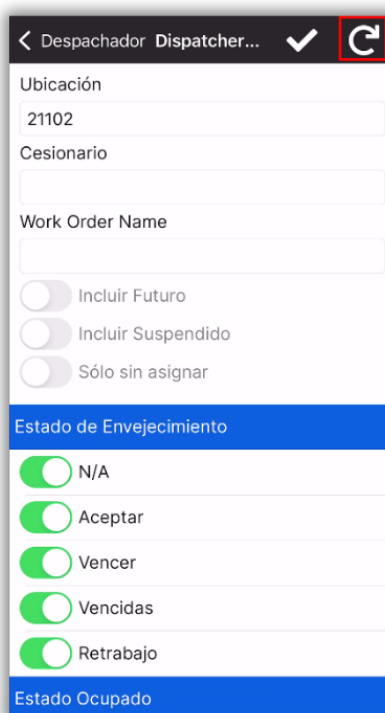 Despachador Dispatcher...
Ubicación
21102
Cesionario
Work Order Name
Incluir Futuro
Incluir Suspendido
Sólo sin asignar
Estado de Envejecimiento
N/A
Aceptar
Vencer
Vencidas
Retrabajo
Estado Ocupado